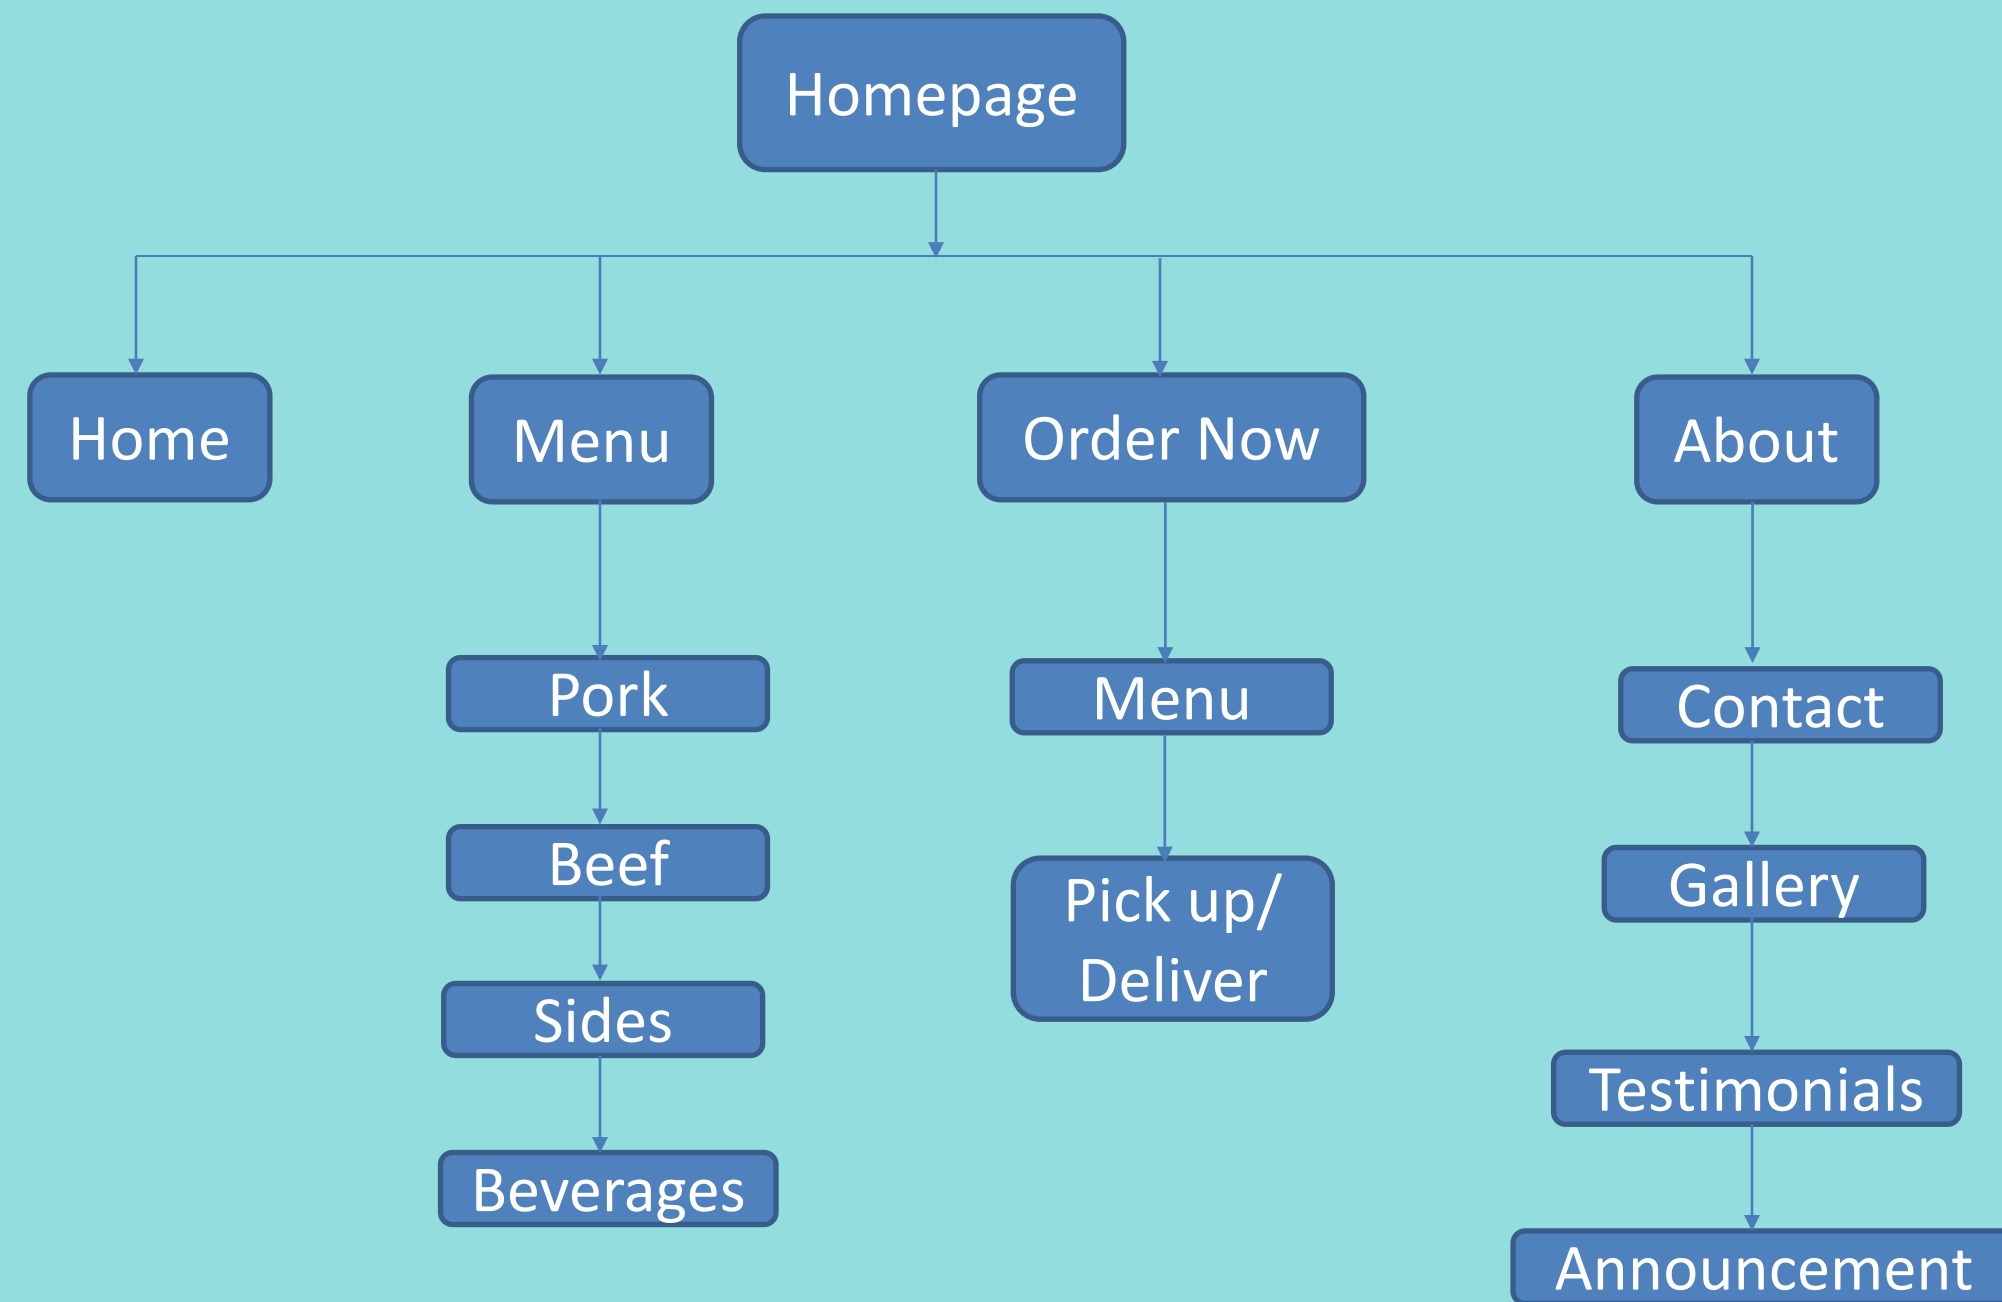 Homepage
Home
Menu
Order Now
About
Pork
Beef
Sides
Beverages
Menu
Pick up/
Deliver
Contact
Gallery
Testimonials
Announcement